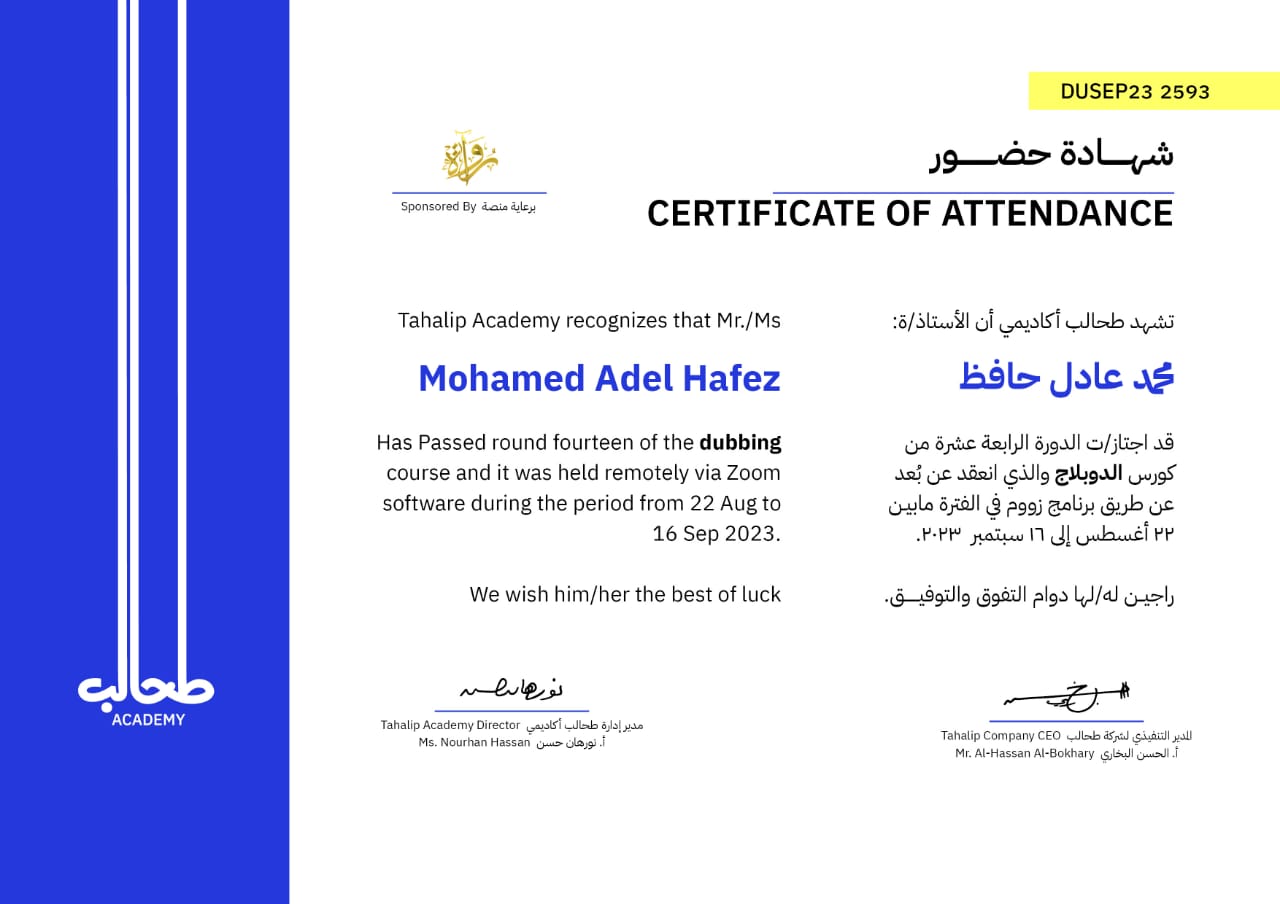 DUSEP23 2593
شهـــادة حضـــــور
CERTIFICATE OF ATTENDANCE
رواة
Sponsored By برعاية منصة
Tahalip Academy recognizes that Mr./Ms
Mohamed Adel Hafez
Has Passed round fourteen of the dubbing
course and it was held remotely via Zoom
software during the period from 22 Aug to
16 Sep 2023.
We wish him/her the best of luck
تشهد طحالب أكاديمي أن الأستاذ/ة:
محمد عادل حافظ
قد اجتاز/ت الدورة الرابعة عشرة من
كورس الدوبلاج والذي انعقد عن بُعد
عن طريق برنامج زووم في الفترة مابين
٢٢ أغسطس إلى ١٦ سبتمبر ٢٠٢٣.
راجين له/لها دوام التفوق والتوفيـــق.
نورهان حسن
Tahalip Academy Director مدير إدارة طحالب أكاديمي
Ms. Nourhan Hassan أ. نورهان حسن
Tahalip Company CEO المدير التنفيذي لشركة طحالب
Mr. Al-Hassan Al-Bokhary أ. الحسن البخاري
طحالب
ACADEMY